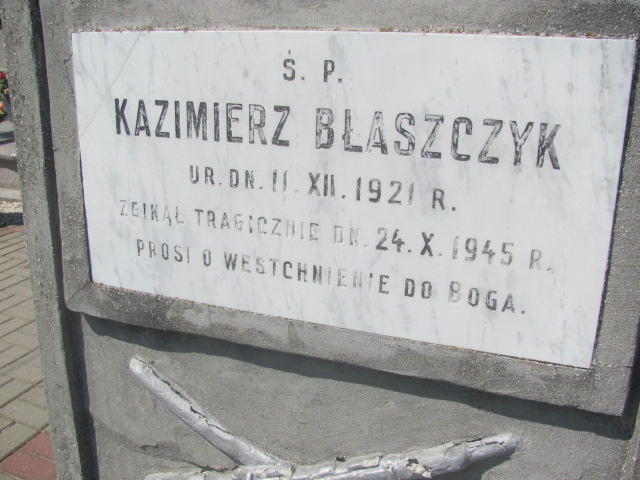 Ś. P.
KAZIMIERZ BŁASZCZYK
UR. DN. 11. XII. 1921 R.
ZGINĄŁ TRAGICZNIE DN. 24. X. 1945 R.
PROSI O WESTCHNIENIE DO BOGA.